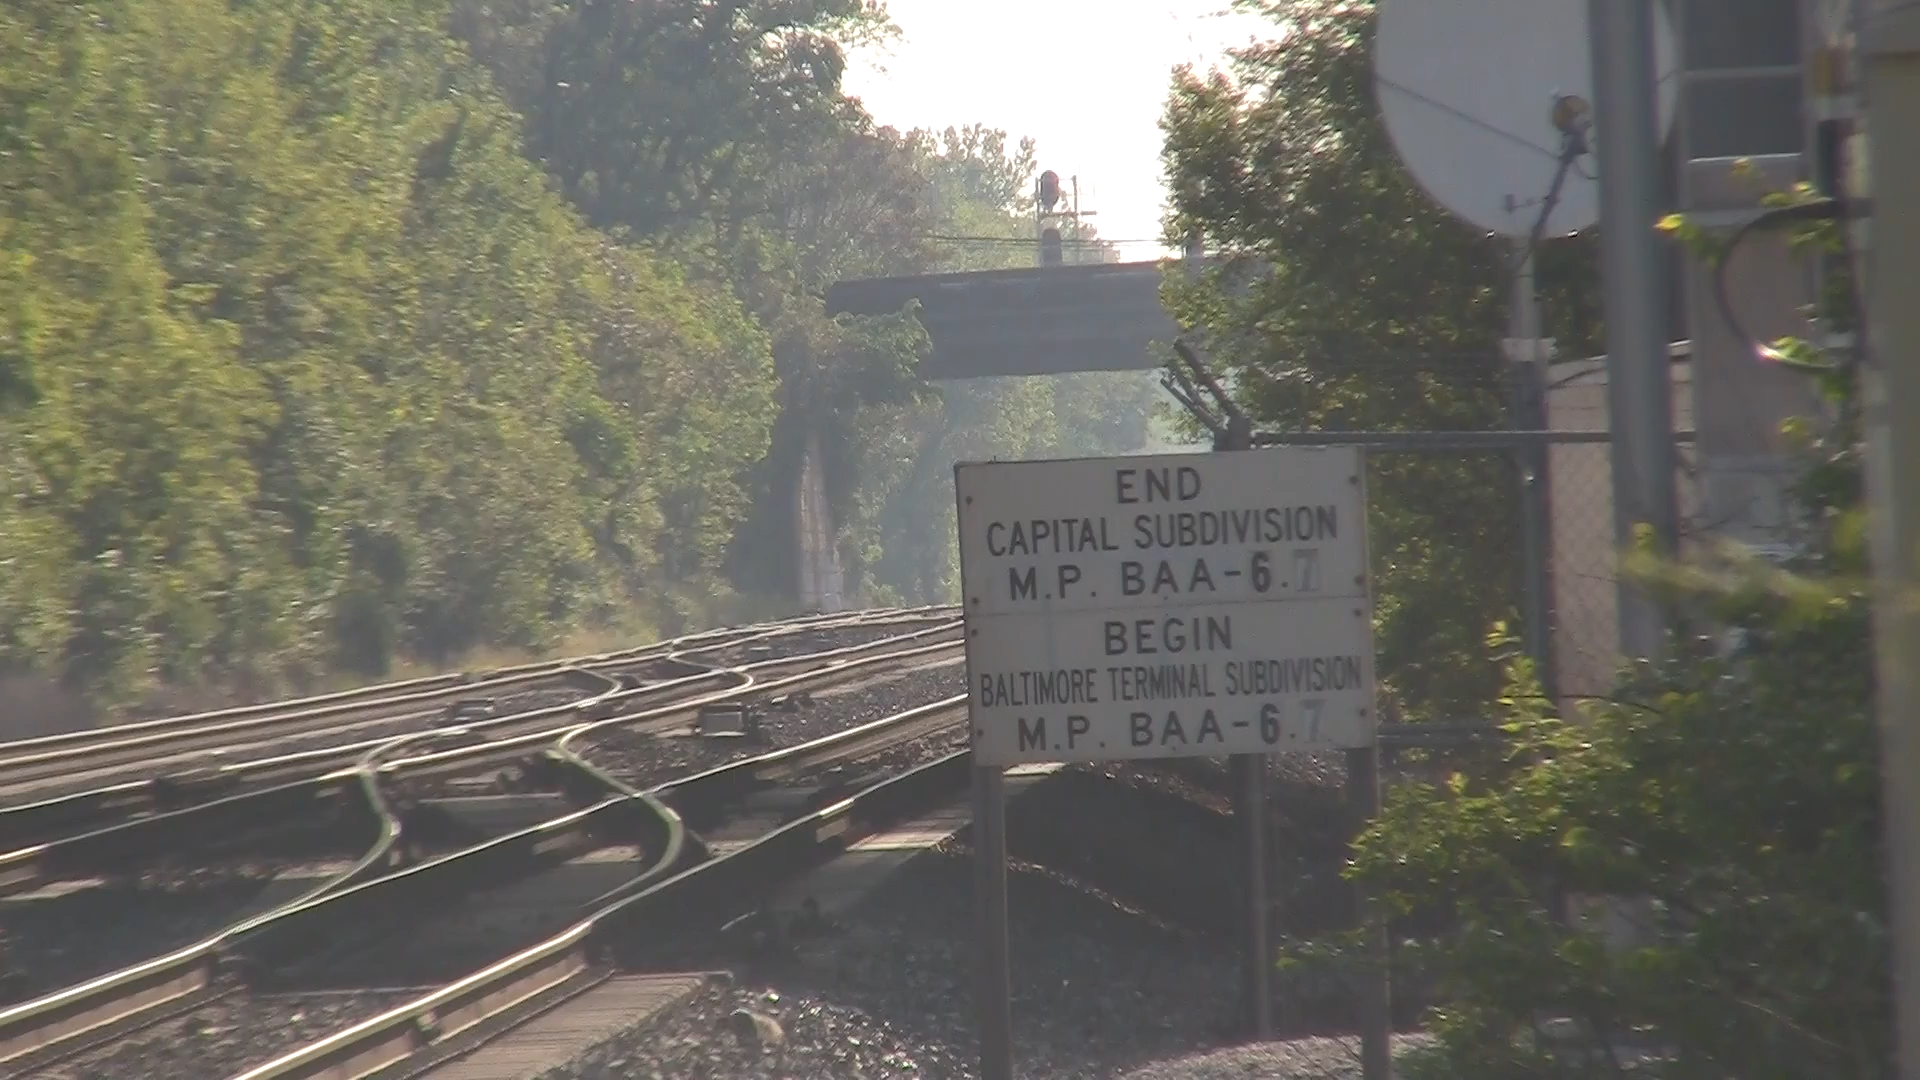 END
CAPITAL SUBDIVISION
M.P. BAA-6.7
BEGIN
BALTIMORE TERMINAL SUBDIVISION
M.P. BAA-6.7